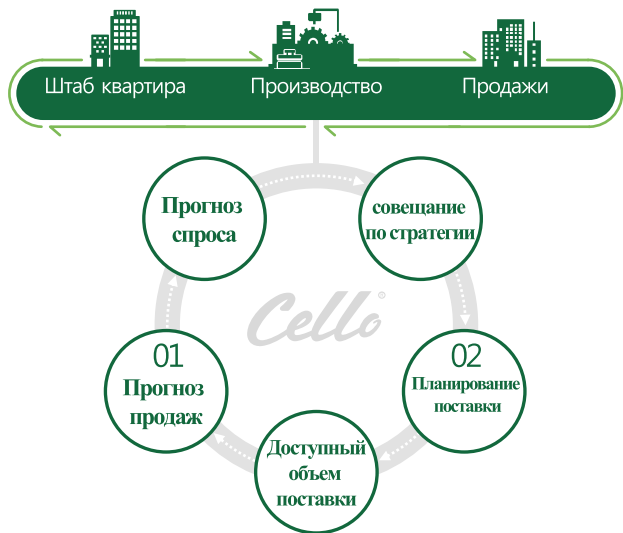 Штаб квартира
Производство
Продажи
Прогноз
спроса
совещание
по стратегии
Cello®
01
Прогноз
продаж
02
Планирование
поставки
Доступный
объем
поставки